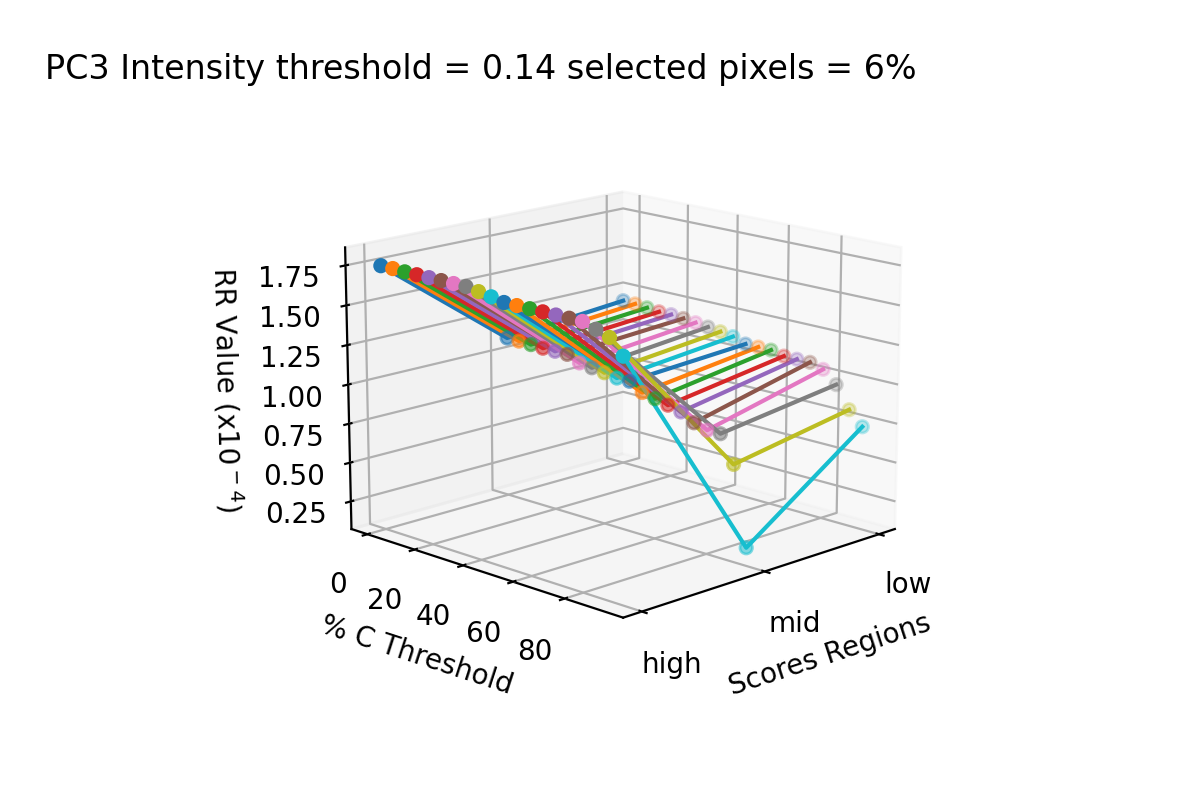 PC3 Intensity threshold = 0.14 selected pixels = 6%
RR Value (x10⁻⁴)
1.75
1.50
1.25
1.00
0.75
0.50
0.25
0
20
40
60
80
% C Threshold
high
mid
low
Scores Regions